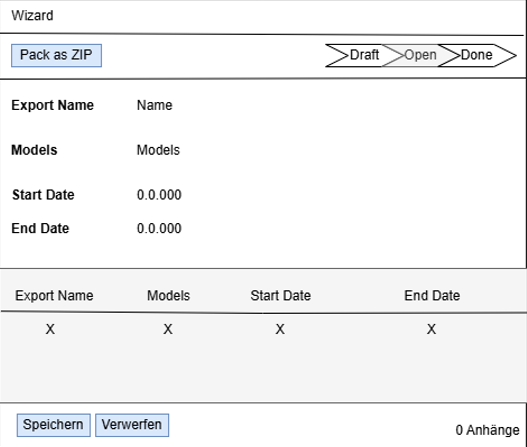 Wizard
Pack as ZIP Draft Open Done
Export Name Name
Models Models
Start Date 0.0.000
End Date 0.0.000
Export Name Models Start Date End Date
X X X X
Speichern Verwerfen 0 Anhänge